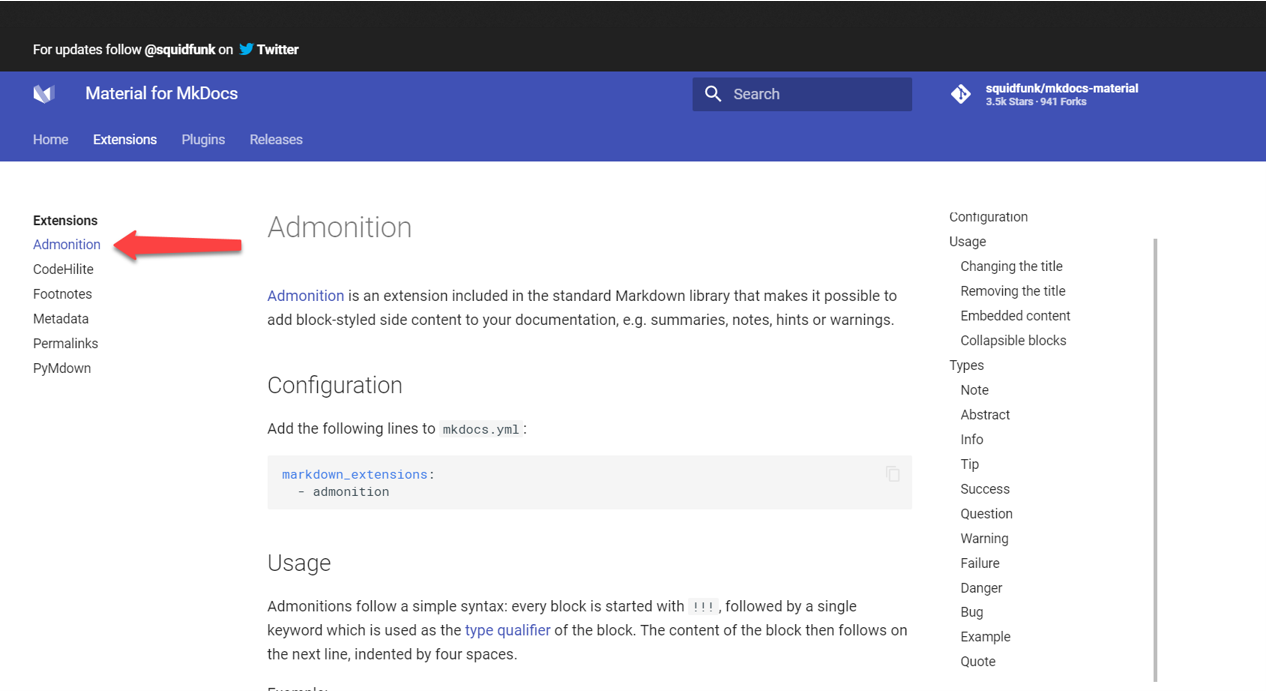 For updates follow @squidfunk on Twitter
Material for MkDocs
Search
squidfunk/mkdocs-material
3.5k Stars · 941 Forks
Home Extensions Plugins Releases
Extensions
Admonition
CodeHilite
Footnotes
Metadata
Permalinks
PyMdown
Admonition
Admonition is an extension included in the standard Markdown library that makes it possible to
add block-styled side content to your documentation, e.g. summaries, notes, hints or warnings.
Configuration
Add the following lines to mkdocs.yml:
markdown_extensions:
  - admonition
Usage
Admonitions follow a simple syntax: every block is started with !!!, followed by a single
keyword which is used as the type qualifier of the block. The content of the block then follows on
the next line, indented by four spaces.
Example:
Configuration
Usage
Changing the title
Removing the title
Embedded content
Collapsible blocks
Types
Note
Abstract
Info
Tip
Success
Question
Warning
Failure
Danger
Bug
Example
Quote